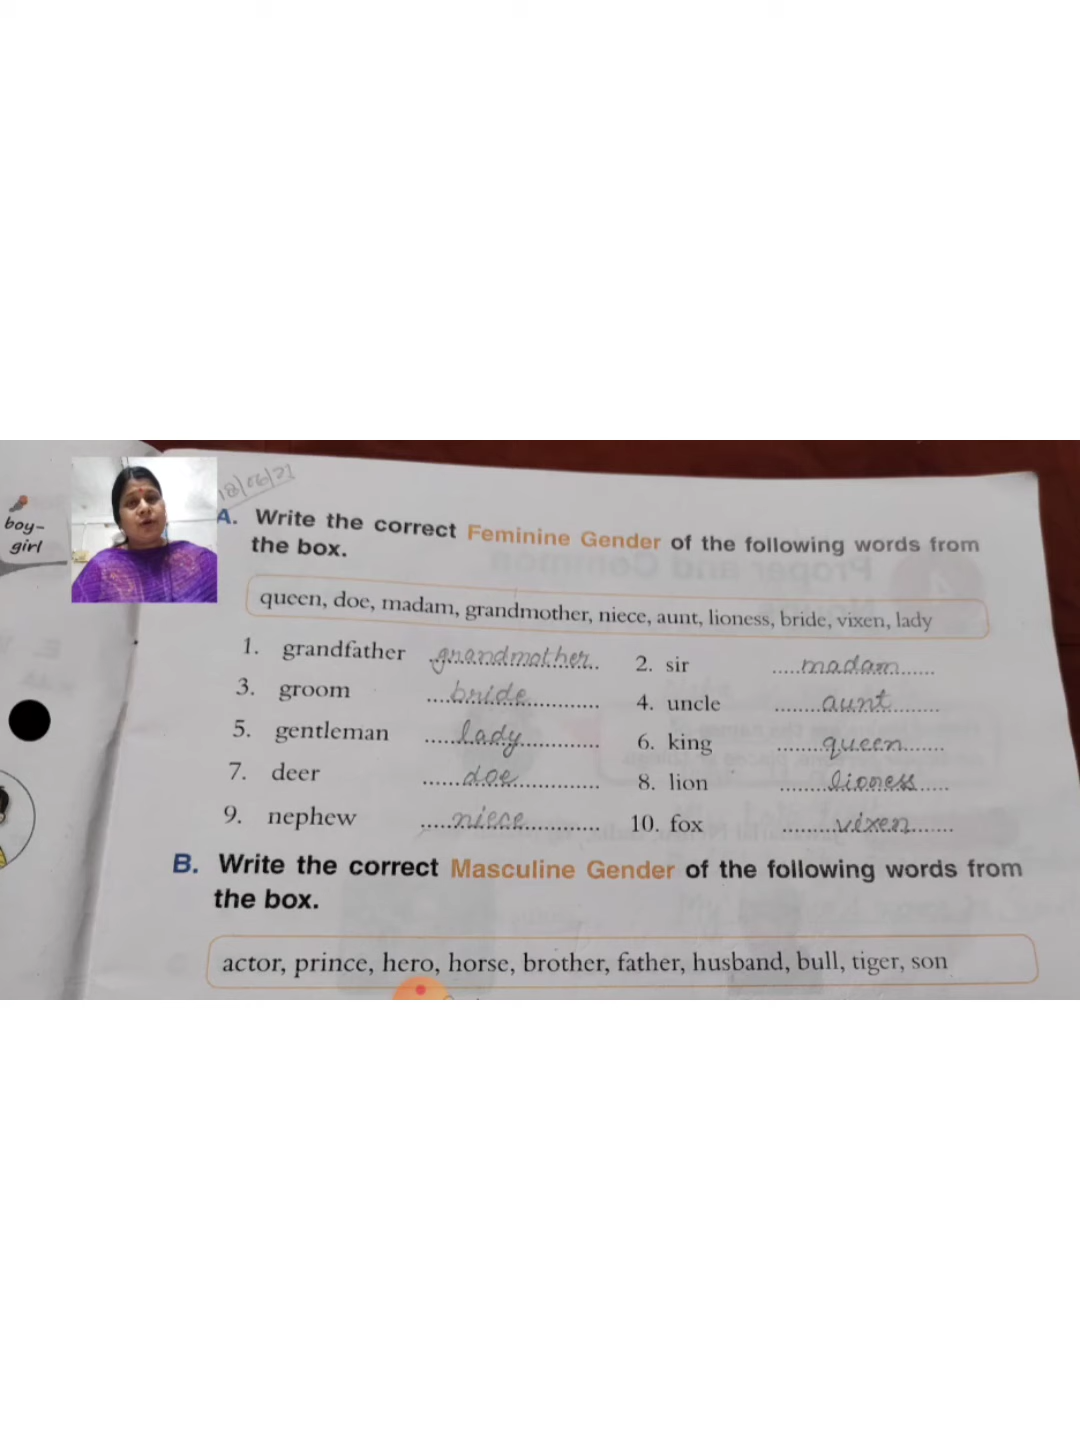 18/06/21
boy-
girl
A. Write the correct Feminine Gender of the following words from
the box.
queen, doe, madam, grandmother, niece, aunt, lioness, bride, vixen, lady
1. grandfather grandmother 2. sir madam
3. groom bride 4. uncle aunt
5. gentleman lady 6. king queen
7. deer doe 8. lion lioness
9. nephew niece 10. fox vixen
B. Write the correct Masculine Gender of the following words from
the box.
actor, prince, hero, horse, brother, father, husband, bull, tiger, son